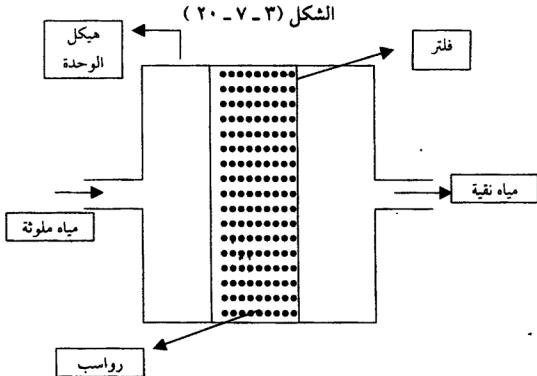 الشكل (٣ - ٧ - ٢٠)
هيكل
الوحدة
فلتر
مياه نقية
مياه ملوثة
رواسب